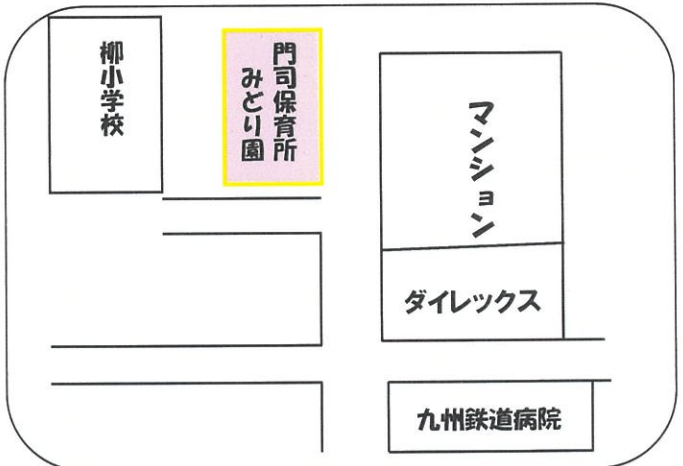 柳小学校
門司保育所
みどり園
マンション
ダイレックス
九州鉄道病院